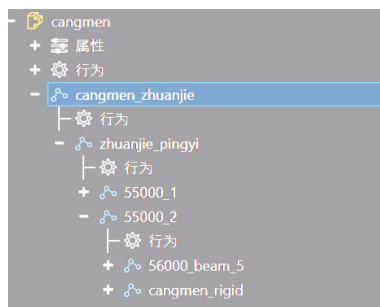 cangmen
属性
行为
cangmen_zhuanjie
行为
zhuanjie_pingyi
行为
55000_1
55000_2
行为
56000_beam_5
cangmen_rigid